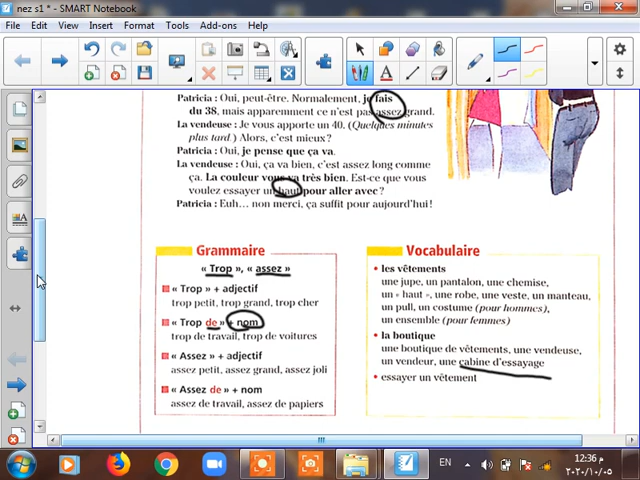 nez s1 * - SMART Notebook
File Edit View Insert Format Tools Add-ons Help
Patricia : Oui, peut-être. Normalement, je fais
du 38, mais apparemment ce n'est pas assez grand.
La vendeuse : Je vous apporte un 40. (Quelques minutes
plus tard.) Alors, c'est mieux ?
Patricia : Oui, je pense que ça va.
La vendeuse : Oui, ça va bien, c'est assez long comme
ça. La couleur vous va très bien. Est-ce que vous
voulez essayer un haut pour aller avec ?
Patricia : Euh... non merci, ça suffit pour aujourd'hui !
Grammaire
« Trop », « assez »
« Trop » + adjectif
trop petit, trop grand, trop cher
« Trop de » + nom
trop de travail, trop de voitures
« Assez » + adjectif
assez petit, assez grand, assez joli
« Assez de » + nom
assez de travail, assez de papiers
Vocabulaire
• les vêtements
une jupe, un pantalon, une chemise,
un « haut », une robe, une veste, un manteau,
un pull, un costume (pour hommes),
un ensemble (pour femmes)
• la boutique
une boutique de vêtements, une vendeuse,
un vendeur, une cabine d'essayage
• essayer un vêtement
EN
12:36 م
٢٠٢٠/١٠/٠٥